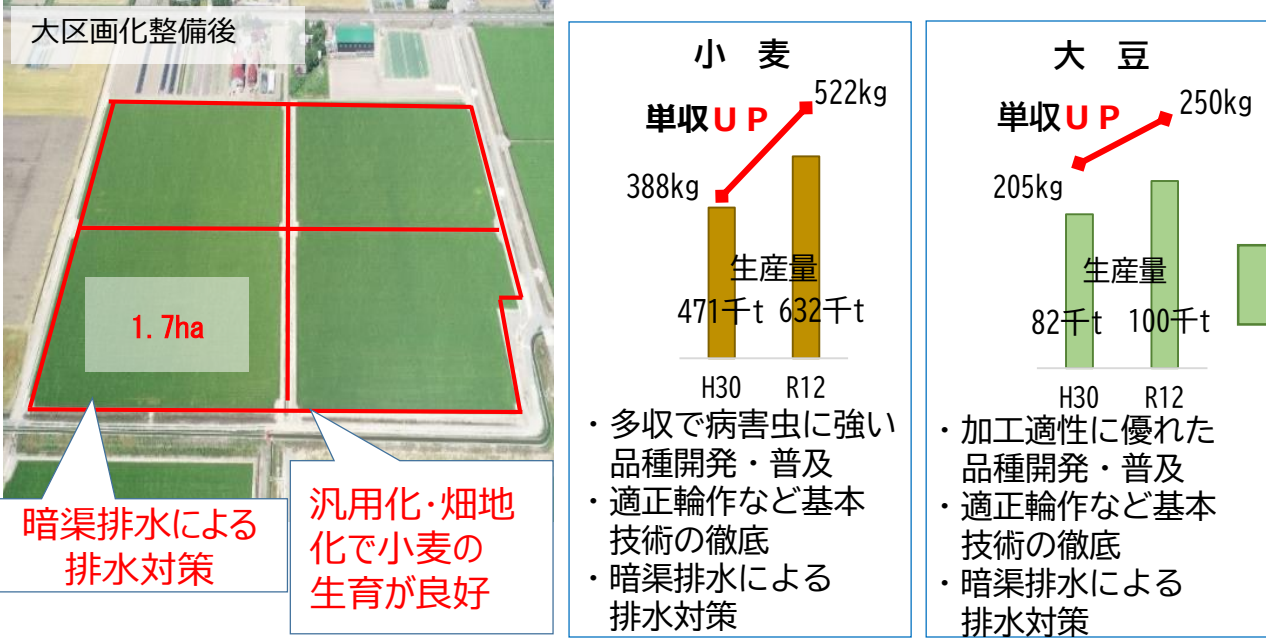 大区画化整備後
1.7ha
暗渠排水による
排水対策
汎用化・畑地
化で小麦の
生育が良好
小　麦
単収ＵＰ
522kg
388kg
生産量
471千t 632千t
H30 R12
・多収で病害虫に強い
品種開発・普及
・適正輪作など基本
技術の徹底
・暗渠排水による
排水対策
大　豆
単収ＵＰ
250kg
205kg
生産量
82千t 100千t
H30 R12
・加工適性に優れた
品種開発・普及
・適正輪作など基本
技術の徹底
・暗渠排水による
排水対策